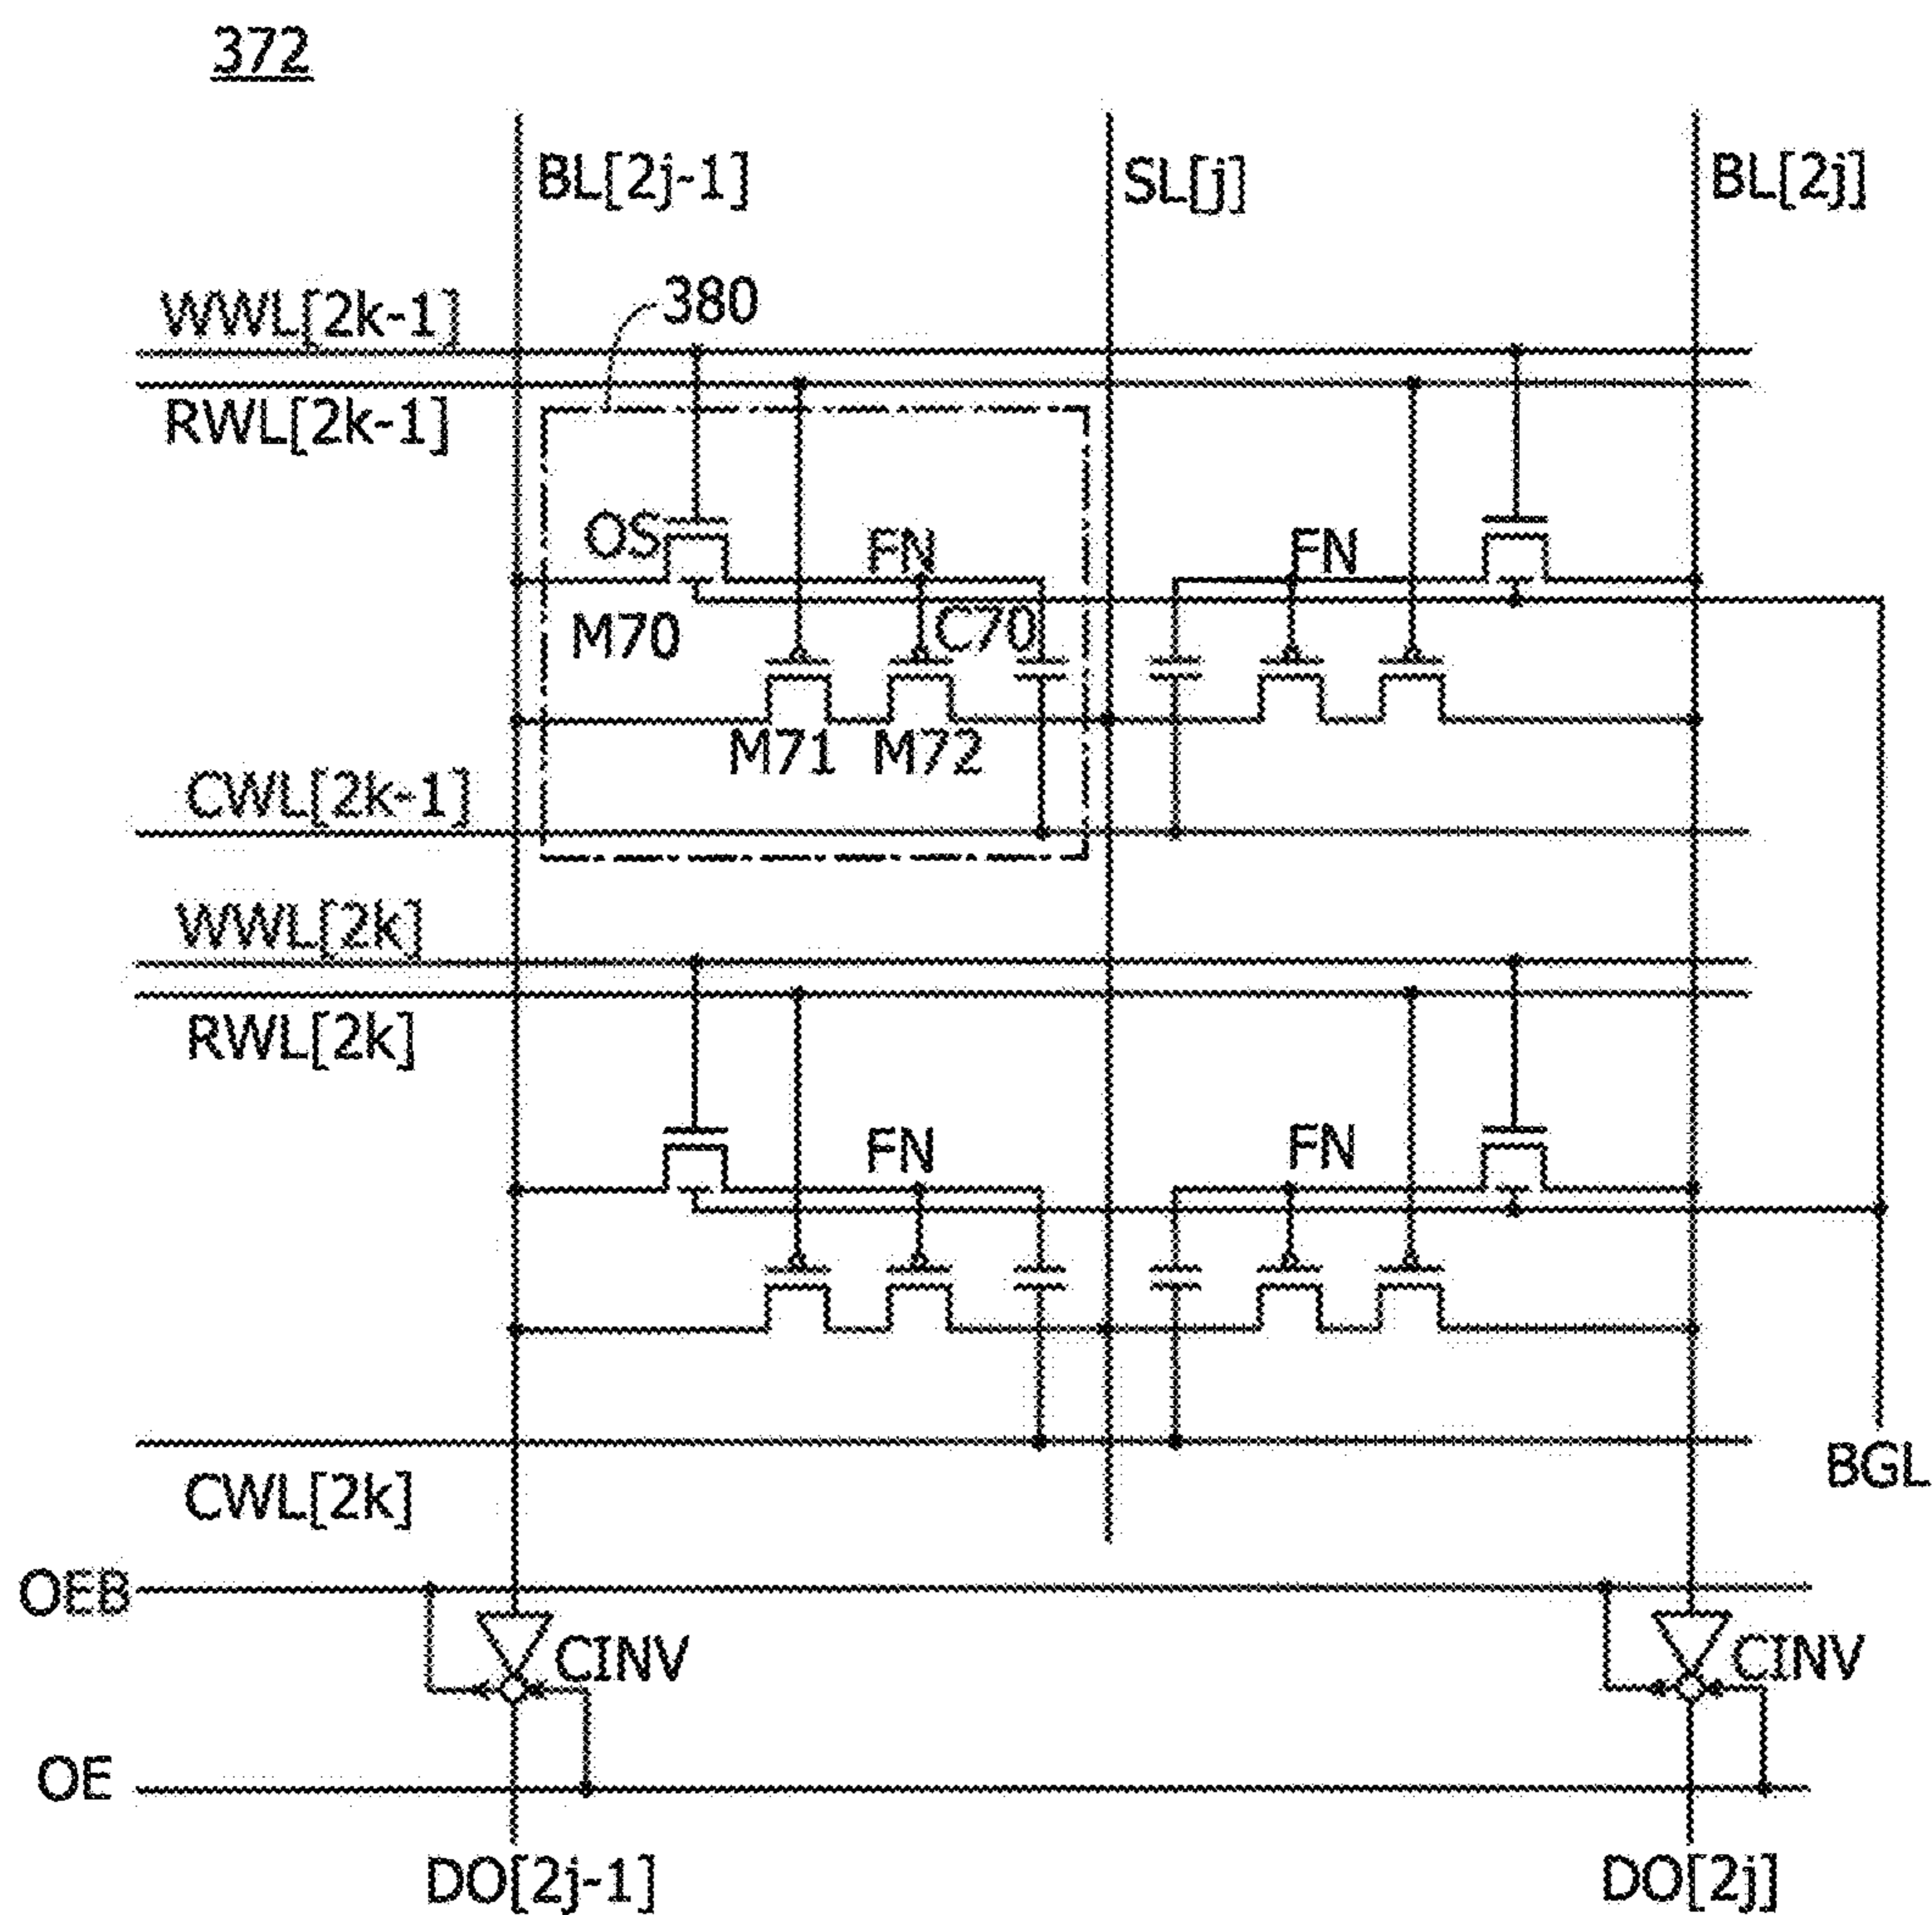 372
BL[2j-1] SL[j] BL[2j]
WWL[2k-1] 380
RWL[2k-1]
OS FN FN
M70 C70
M71 M72
CWL[2k-1]
WWL[2k]
RWL[2k]
FN FN
BGL
CWL[2k]
OEB
CINV CINV
OE
DO[2j-1] DO[2j]